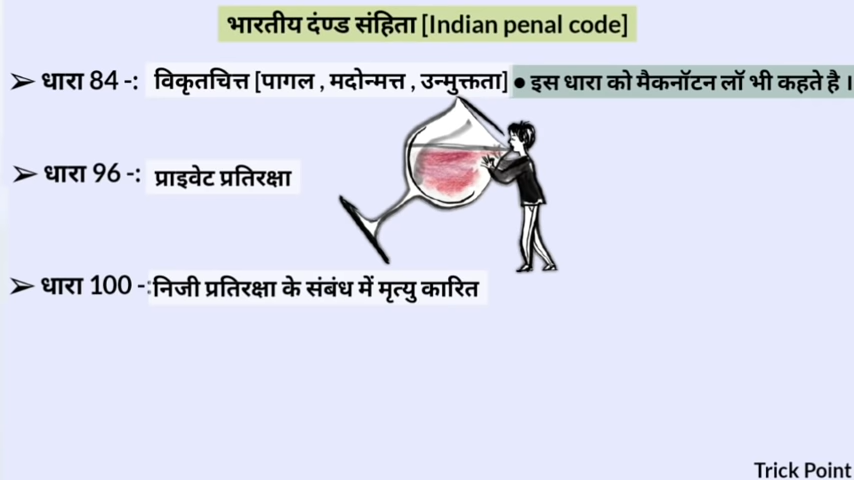 भारतीय दंण्ड संहिता [Indian penal code]
➢ धारा 84 -: विकृतचित्त [पागल , मदोन्मत्त , उन्मुक्तता] • इस धारा को मैकनॉटन लॉ भी कहते है ।
➢ धारा 96 -: प्राइवेट प्रतिरक्षा
➢ धारा 100 -: निजी प्रतिरक्षा के संबंध में मृत्यु कारित
Trick Point